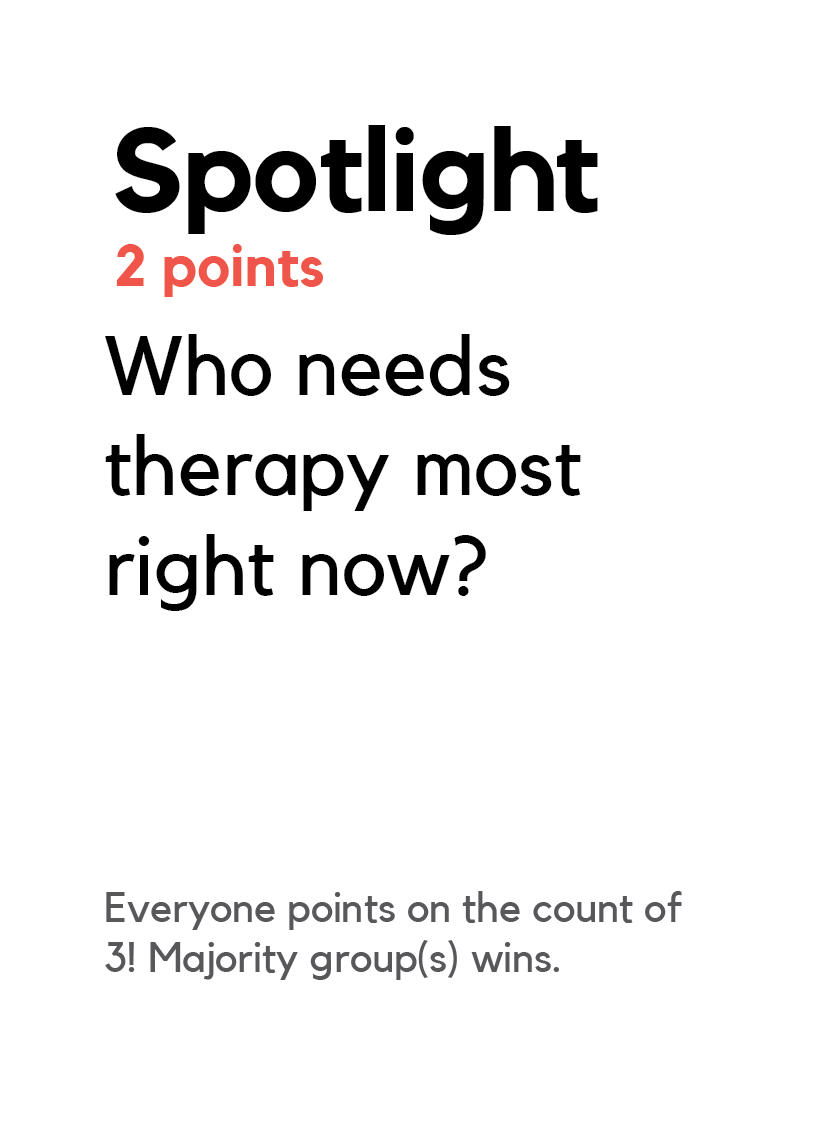 Spotlight
2 points
Who needs
therapy most
right now?
Everyone points on the count of
3! Majority group(s) wins.